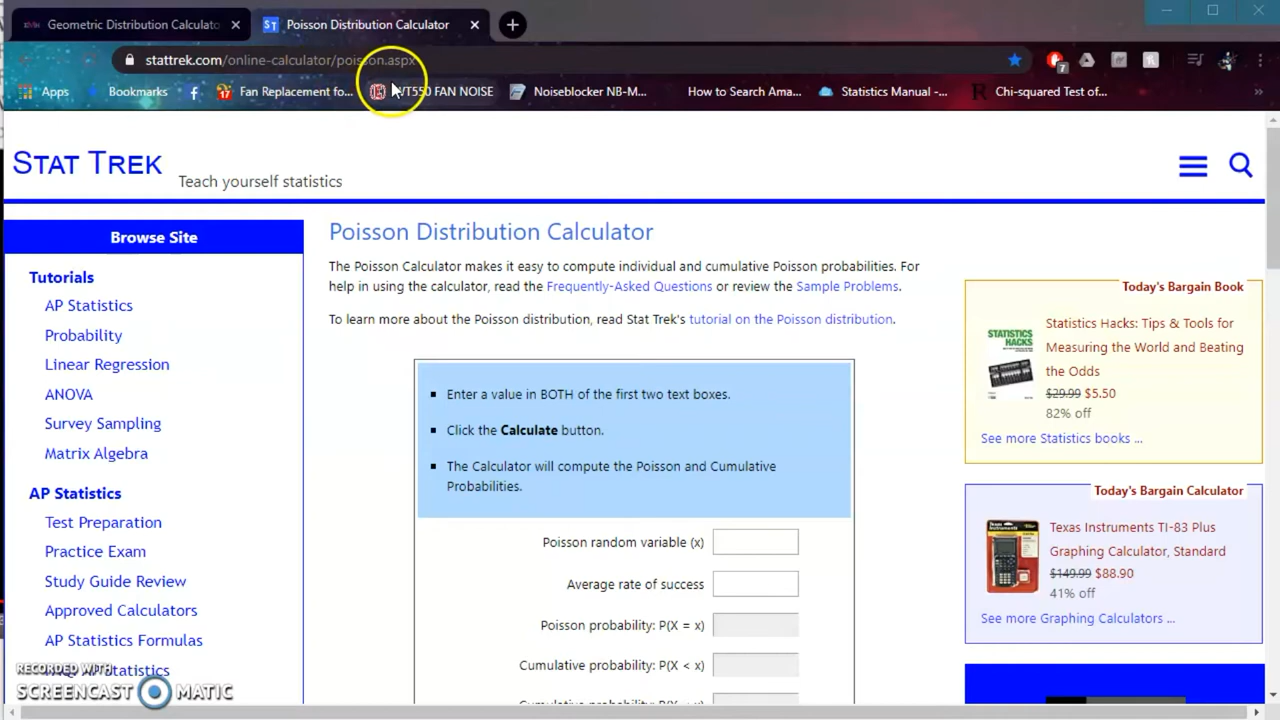 Geometric Distribution Calculato
Poisson Distribution Calculator
stattrek.com/online-calculator/poisson.aspx
7
Apps
Bookmarks
Fan Replacement fo...
FAN NOISE
Noiseblocker NB-M...
How to Search Ama...
Statistics Manual -...
Chi-squared Test of...
»
STAT TREK
Teach yourself statistics
Browse Site
Tutorials
AP Statistics
Probability
Linear Regression
ANOVA
Survey Sampling
Matrix Algebra
AP Statistics
Test Preparation
Practice Exam
Study Guide Review
Approved Calculators
AP Statistics Formulas
Statistics
Poisson Distribution Calculator
The Poisson Calculator makes it easy to compute individual and cumulative Poisson probabilities. For
help in using the calculator, read the Frequently-Asked Questions or review the Sample Problems.
To learn more about the Poisson distribution, read Stat Trek's tutorial on the Poisson distribution.
Enter a value in BOTH of the first two text boxes.
Click the Calculate button.
The Calculator will compute the Poisson and Cumulative
Probabilities.
Poisson random variable (x)
Average rate of success
Poisson probability: P(X = x)
Cumulative probability: P(X < x)
Today's Bargain Book
STATISTICS
HACKS
Statistics Hacks: Tips & Tools for
Measuring the World and Beating
the Odds
$29.99 $5.50
82% off
See more Statistics books ...
Today's Bargain Calculator
Texas Instruments TI-83 Plus
Graphing Calculator, Standard
$149.99 $88.90
41% off
See more Graphing Calculators ...
RECORDED WITH
SCREENCAST MATIC